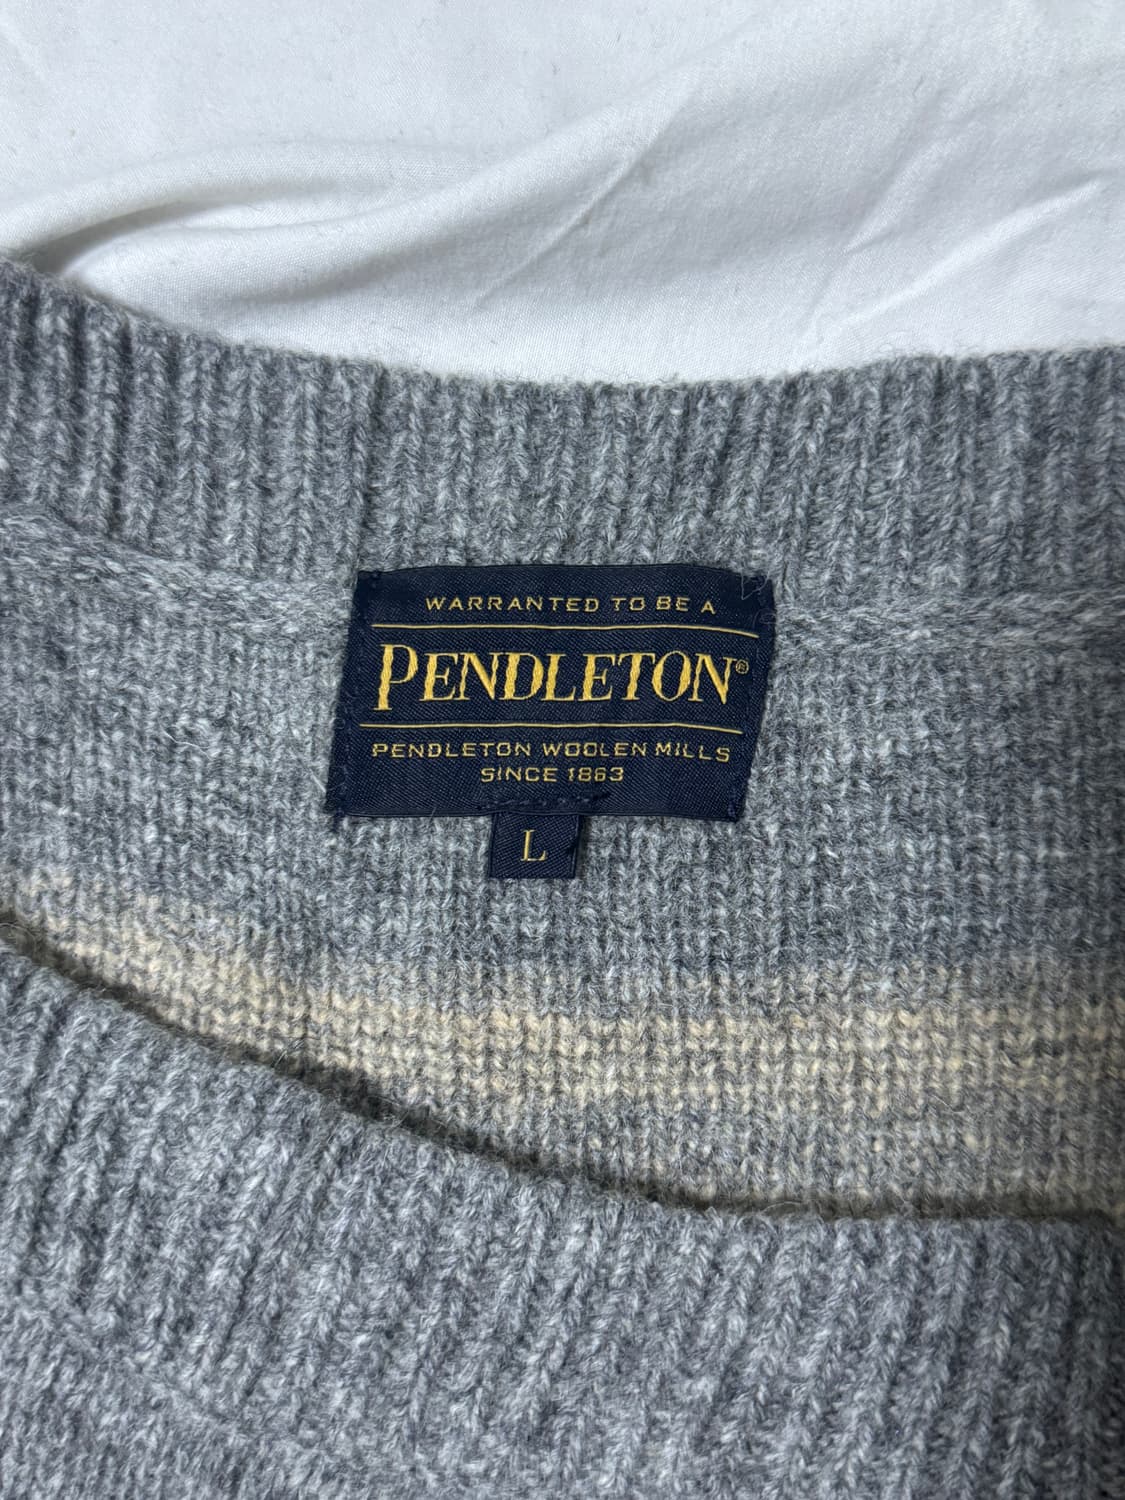 WARRANTED TO BE A
PENDLETON®
PENDLETON WOOLEN MILLS
SINCE 1863
L